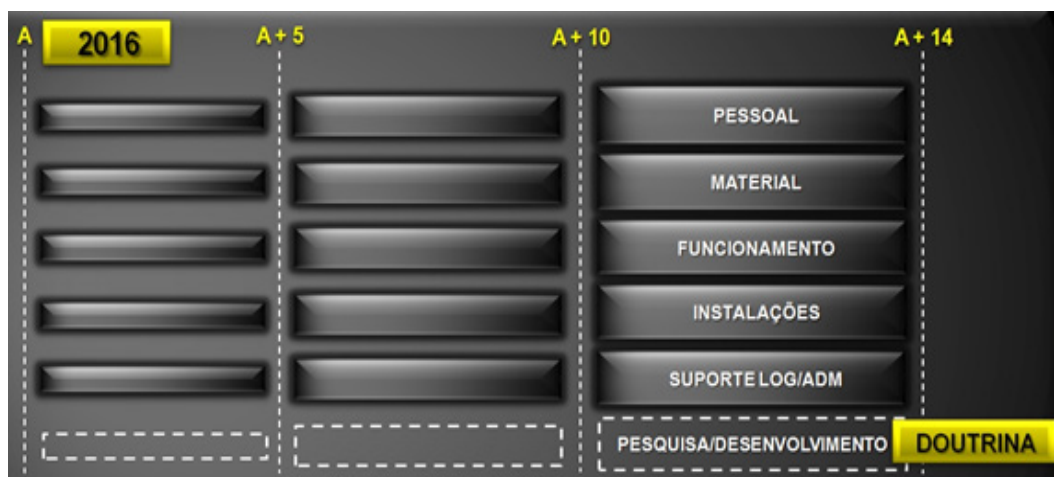 A 2016 A + 5 A + 10 A + 14
PESSOAL
MATERIAL
FUNCIONAMENTO
INSTALAÇÕES
SUPORTE LOG/ADM
PESQUISA/DESENVOLVIMENTO DOUTRINA